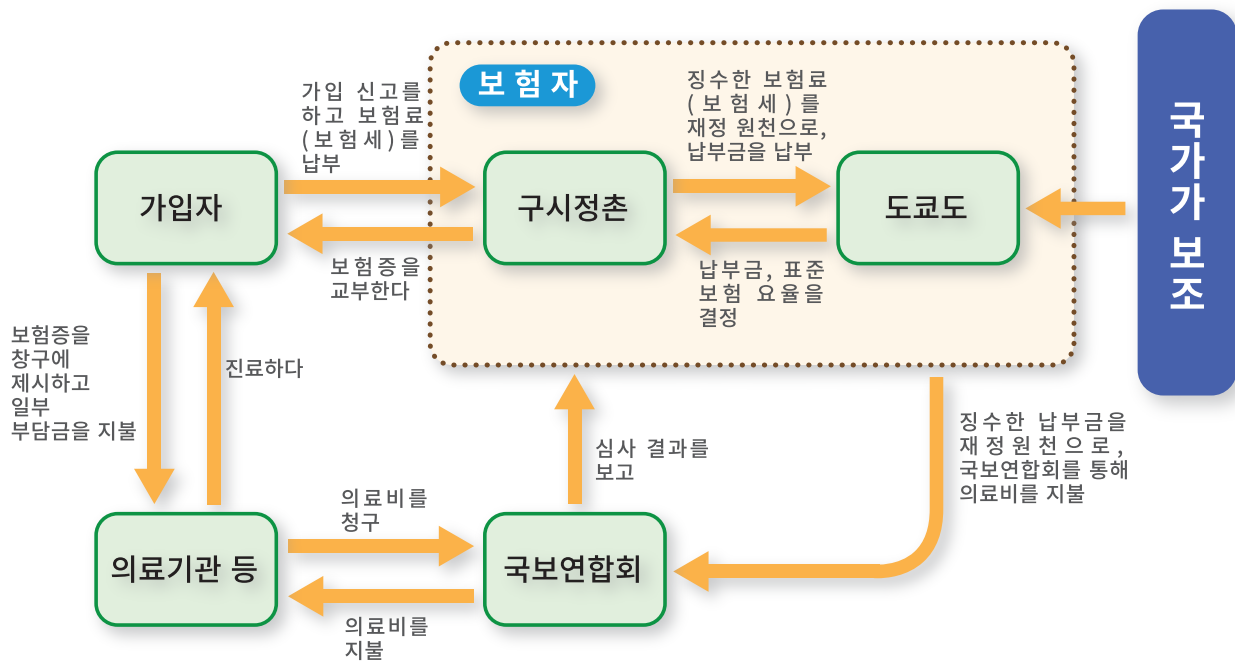 보험자
가입 신고를
하고 보험료
(보험세)를
납부
징수한 보험료
(보험세)를
재정 원천으로,
납부금을 납부
국가가 보조
가입자
구시정촌
도쿄도
보험증을
교부한다
납부금, 표준
보험 요율을
결정
보험증을
창구에
제시하고
일부
부담금을 지불
진료하다
심사 결과를
보고
징수한 납부금을
재정원천으로,
국보연합회를 통해
의료비를 지불
의료비를
청구
의료기관 등
국보연합회
의료비를
지불